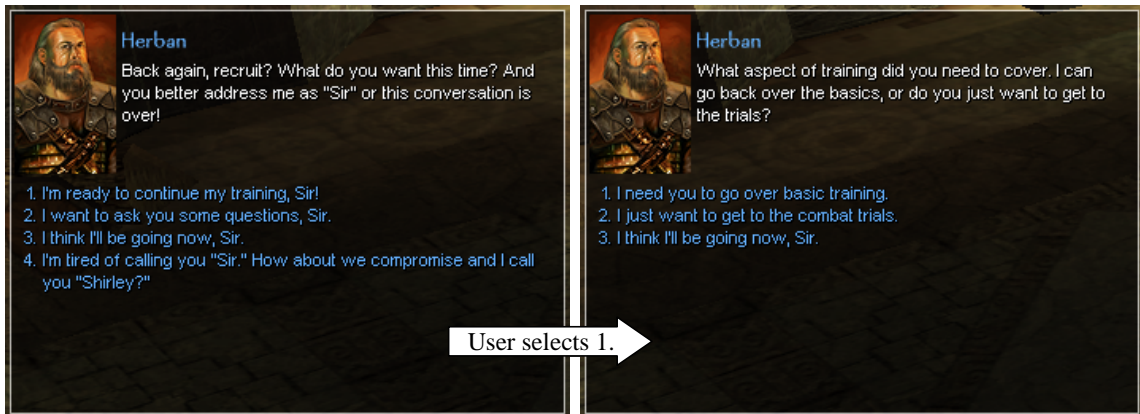 Herban
Back again, recruit? What do you want this time? And
you better address me as "Sir" or this conversation is
over!
1. I'm ready to continue my training, Sir!
2. I want to ask you some questions, Sir.
3. I think I'll be going now, Sir.
4. I'm tired of calling you "Sir." How about we compromise and I call
you "Shirley?"
User selects 1.
Herban
What aspect of training did you need to cover. I can
go back over the basics, or do you just want to get to
the trials?
1. I need you to go over basic training.
2. I just want to get to the combat trials.
3. I think I'll be going now, Sir.